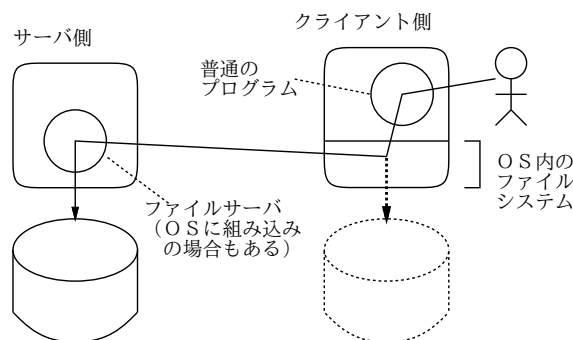 サーバ側
クライアント側
普通の
プログラム
ファイルサーバ
（ＯＳに組み込み
の場合もある）
ＯＳ内の
ファイル
システム